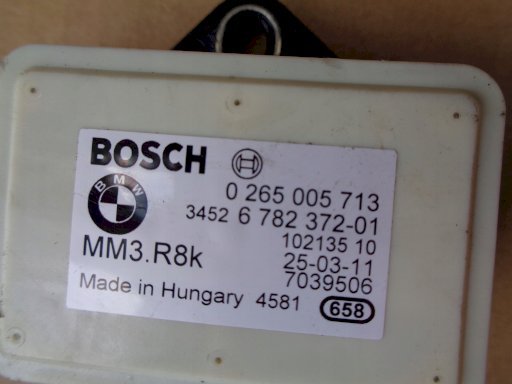 BOSCH
BMW
0 265 005 713
3452 6 782 372-01
102135 10
MM3.R8k
25-03-11
7039506
Made in Hungary 4581 658